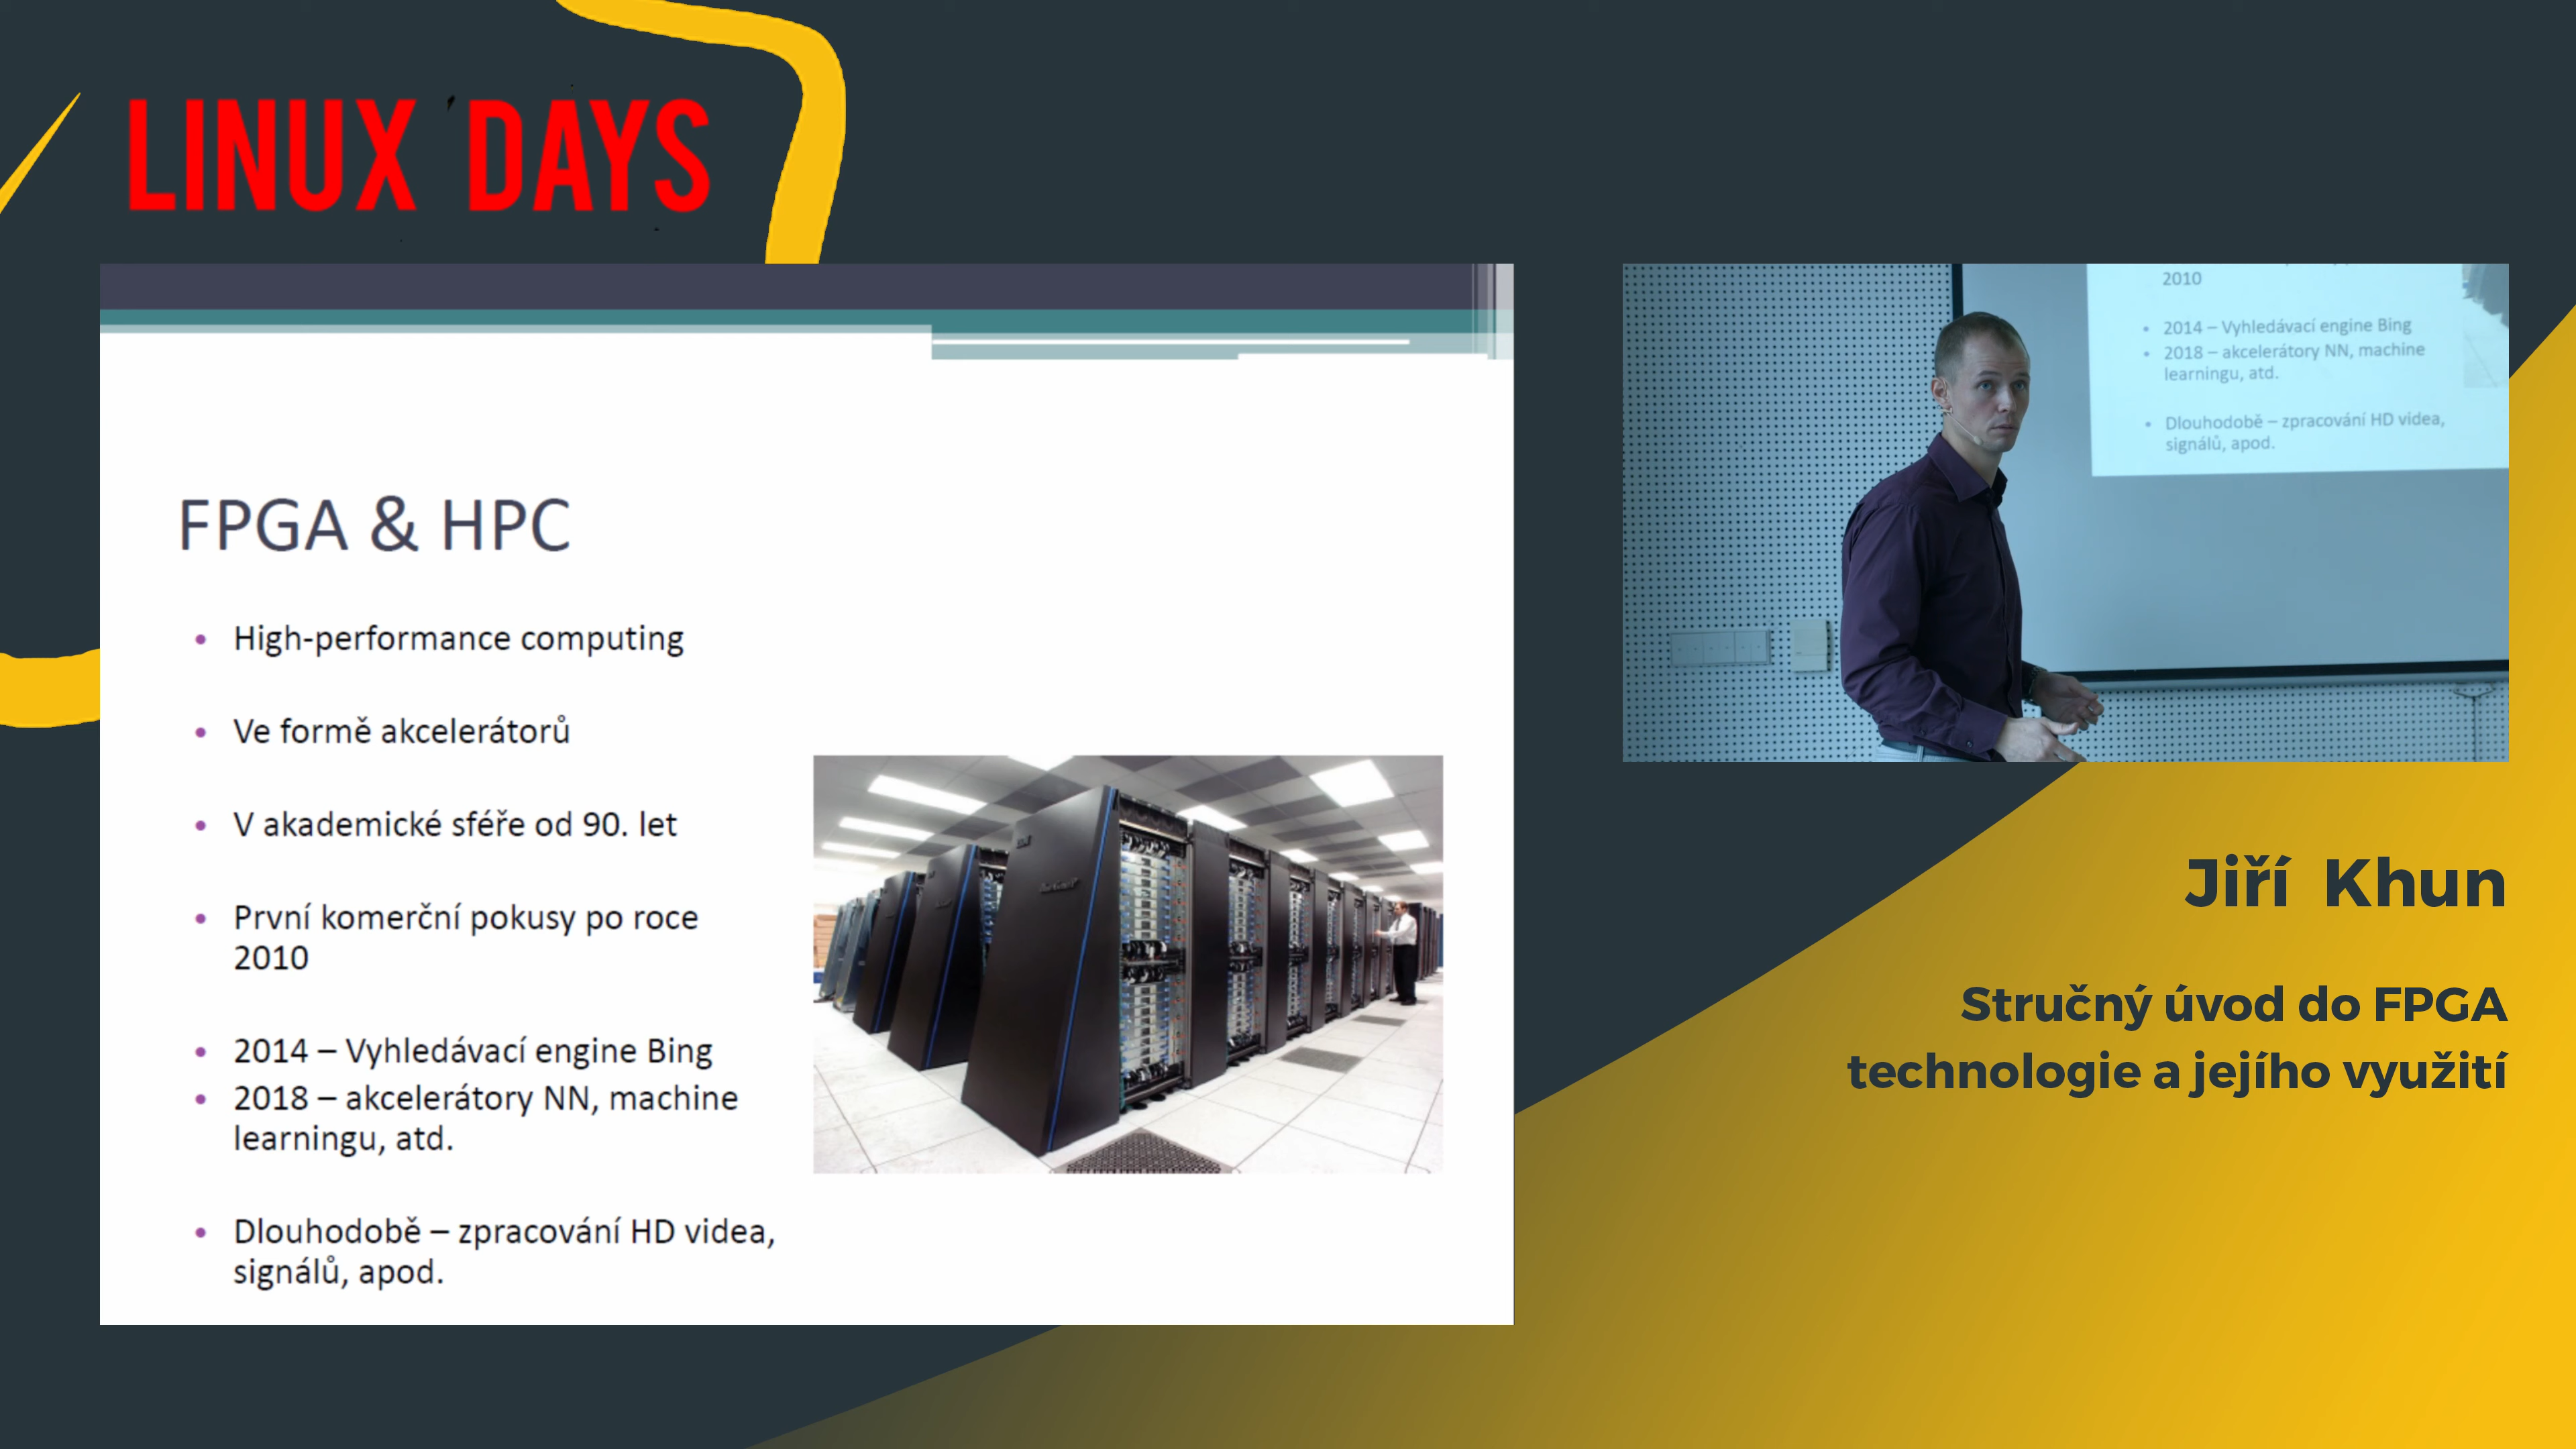 LINUX DAYS
FPGA & HPC
• High-performance computing
• Ve formě akcelerátorů
• V akademické sféře od 90. let
• První komerční pokusy po roce
2010
• 2014 – Vyhledávací engine Bing
• 2018 – akcelerátory NN, machine
learningu, atd.
• Dlouhodobě – zpracování HD videa,
signálů, apod.
2010
• 2014 – Vyhledávací engine Bing
• 2018 – akcelerátory NN, machine
learningu, atd.
• Dlouhodobě – zpracování HD videa,
signálů, apod.
Jiří Khun
Stručný úvod do FPGA
technologie a jejího využití